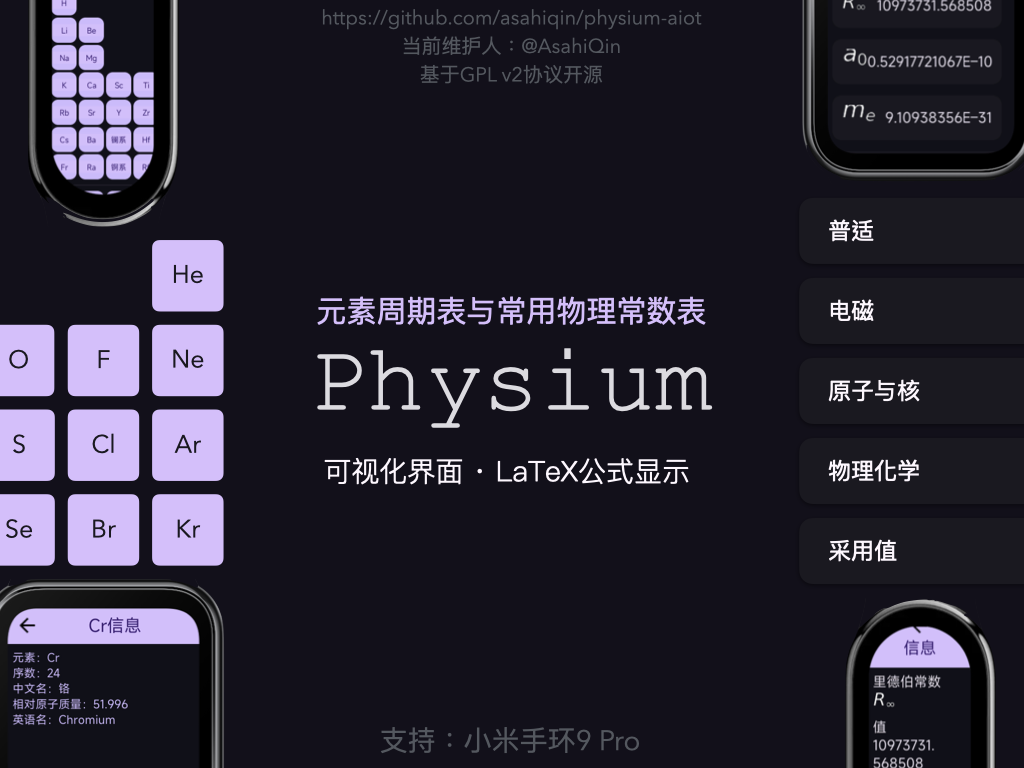 https://github.com/asahiqin/physium-aiot
当前维护人：@AsahiQin
基于GPL v2协议开源
H
Li Be
Na Mg
K Ca Sc Ti
Rb Sr Y Zr
Cs Ba 镧系 Hf
Fr Ra 锕系
R∞ 10973731.568508
a0 0.52917721067E-10
me 9.10938356E-31
He
O F Ne
S Cl Ar
Se Br Kr
元素周期表与常用物理常数表
Physium
可视化界面 · LaTeX公式显示
普适
电磁
原子与核
物理化学
采用值
Cr信息
元素：Cr
序数：24
中文名：铬
相对原子质量：51.996
英语名：Chromium
信息
里德伯常数
R∞
值
10973731.
568508
支持：小米手环9 Pro